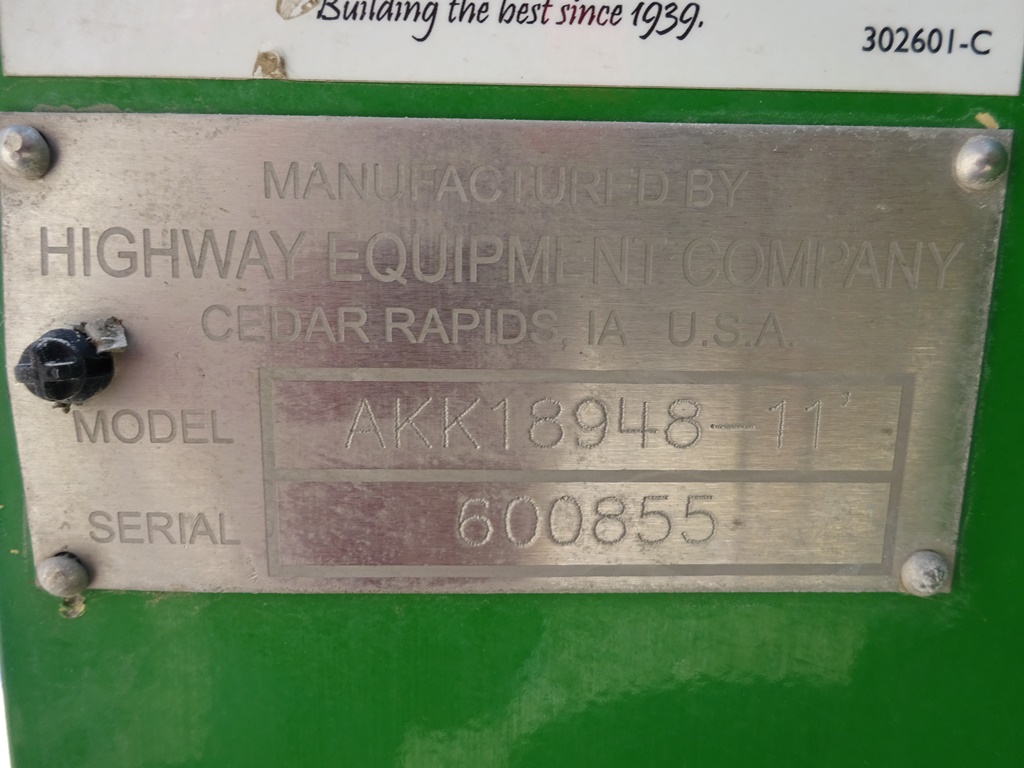 Building the best since 1939.
302601-C
MANUFACTURED BY
HIGHWAY EQUIPMENT COMPANY
CEDAR RAPIDS, IA U.S.A.
MODEL AKK18948-11'
SERIAL 600855